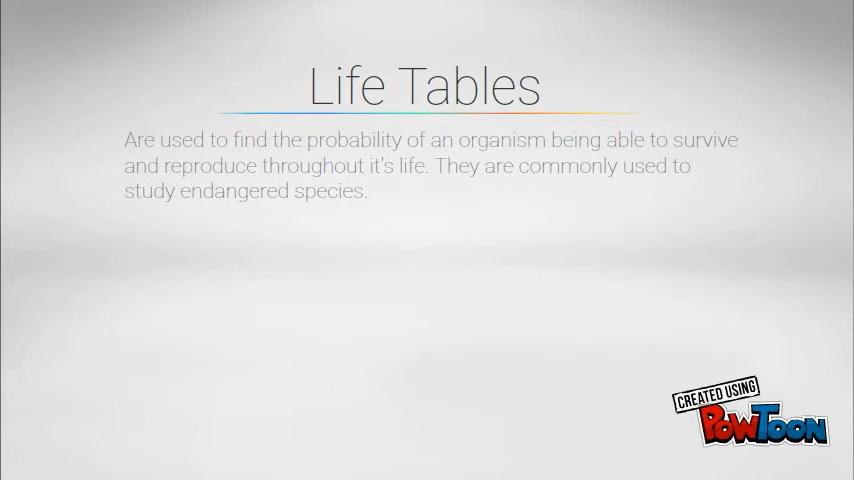 Life Tables
Are used to find the probability of an organism being able to survive
and reproduce throughout it's life. They are commonly used to
study endangered species.
CREATED USING
POWTOON